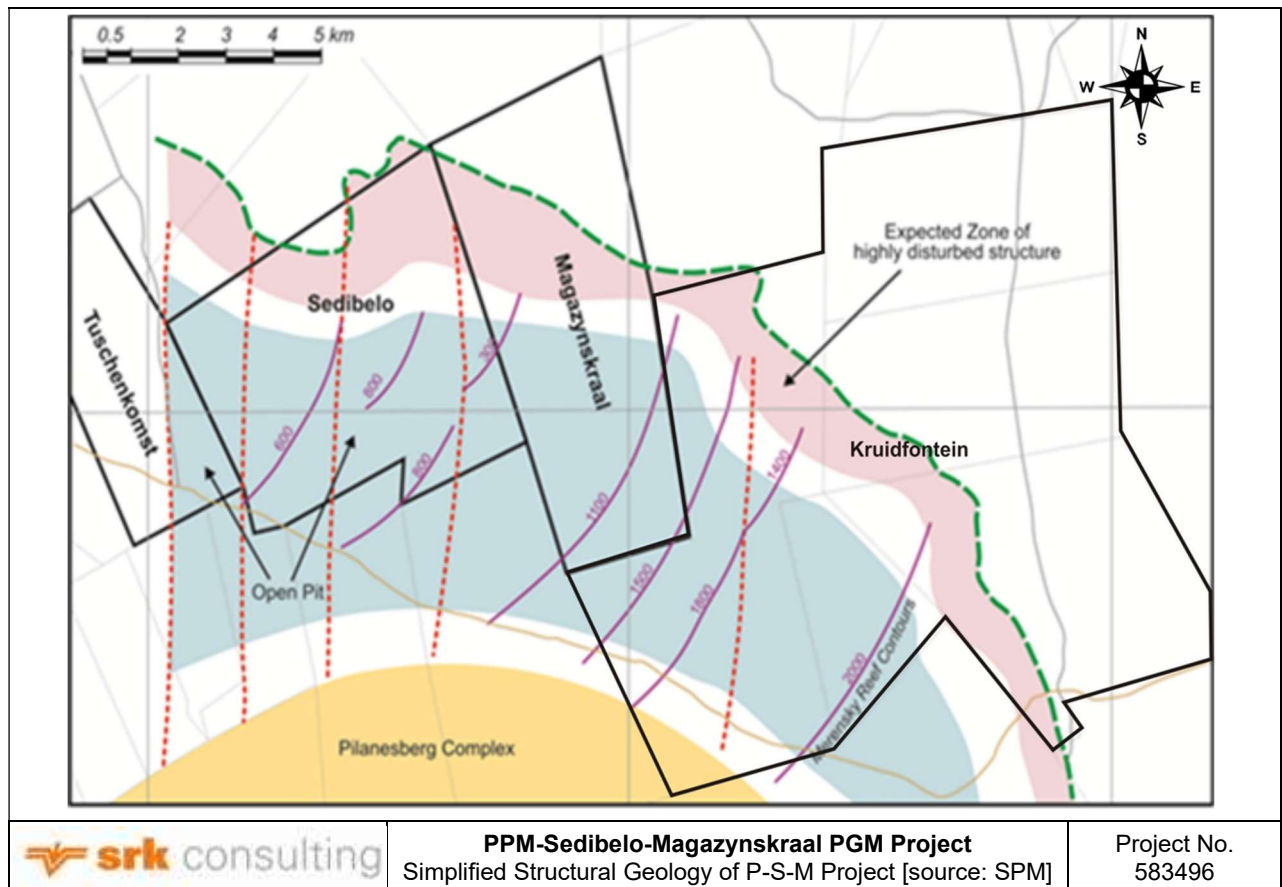 0.5 2 3 4 5 km
N
W E
S
Expected Zone of
highly disturbed structure
Sedibelo
Magazynskraal
Tuschenkomst
300
800
600
800
Kruidfontein
1400
1100
1500
1800
Open Pit
2000
Merensky Reef Contours
Pilanesberg Complex
srk consulting
PPM-Sedibelo-Magazynskraal PGM Project
Simplified Structural Geology of P-S-M Project [source: SPM]
Project No.
583496